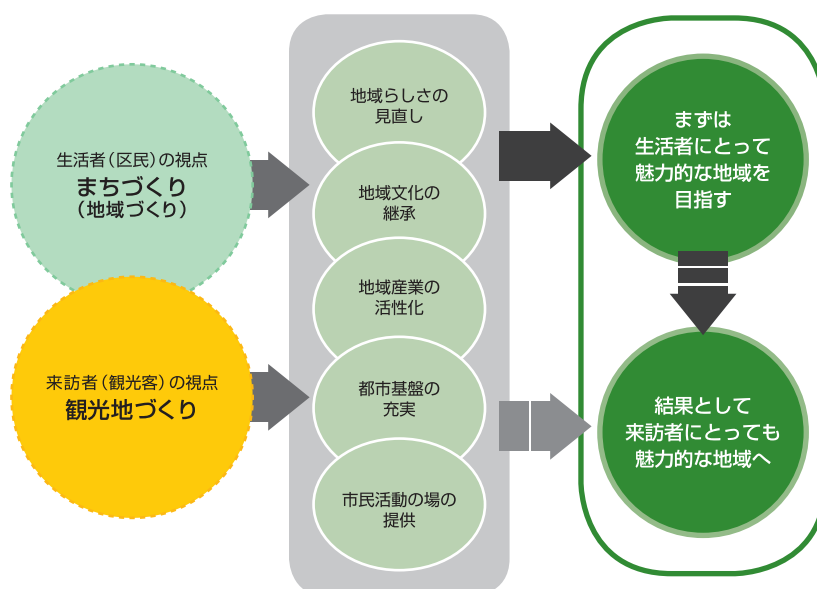 生活者（区民）の視点
まちづくり
（地域づくり）
来訪者（観光客）の視点
観光地づくり
地域らしさの
見直し
地域文化の
継承
地域産業の
活性化
都市基盤の
充実
市民活動の場の
提供
まずは
生活者にとって
魅力的な地域を
目指す
結果として
来訪者にとっても
魅力的な地域へ